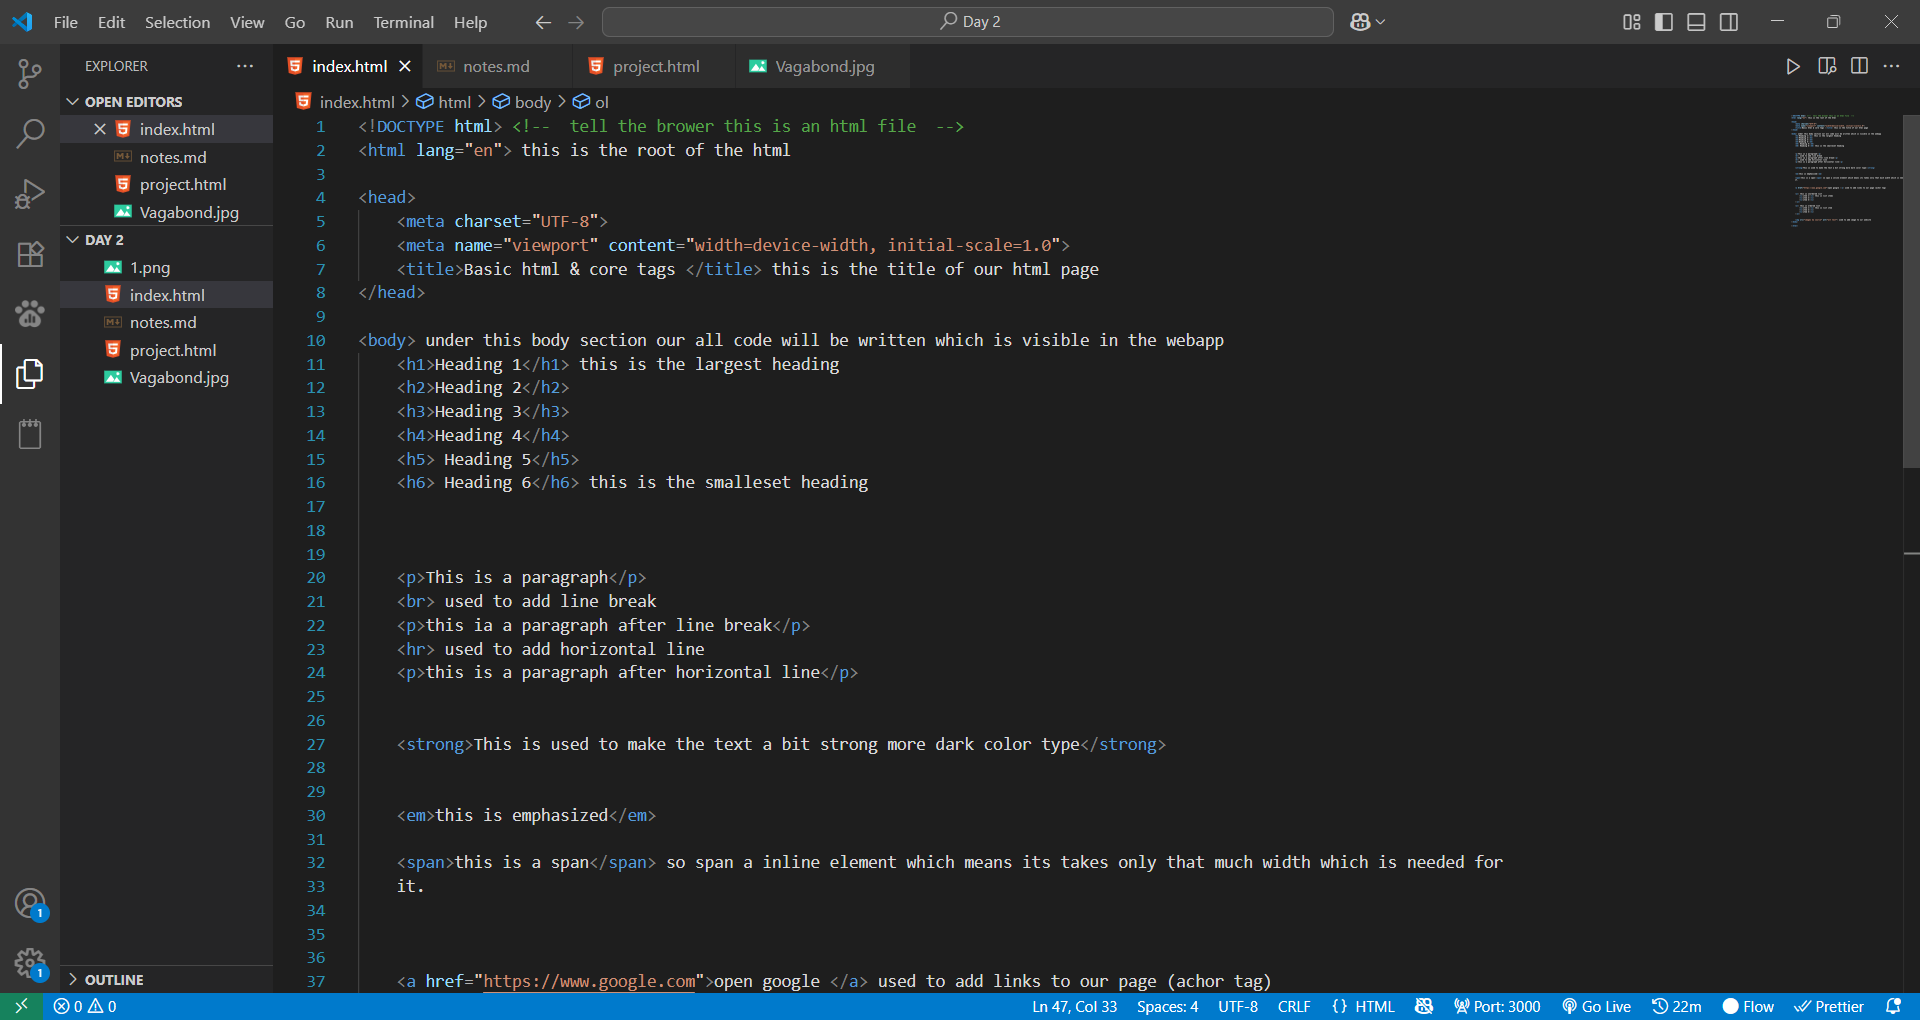 File Edit Selection View Go Run Terminal Help Day 2
EXPLORER
OPEN EDITORS
index.html
notes.md
project.html
Vagabond.jpg
DAY 2
1.png
index.html
notes.md
project.html
Vagabond.jpg
OUTLINE
index.html notes.md project.html Vagabond.jpg
index.html > html > body > ol
1 <!DOCTYPE html> <!--  tell the brower this is an html file  -->
2 <html lang="en"> this is the root of the html
3
4 <head>
5     <meta charset="UTF-8">
6     <meta name="viewport" content="width=device-width, initial-scale=1.0">
7     <title>Basic html & core tags </title> this is the title of our html page
8 </head>
9
10 <body> under this body section our all code will be written which is visible in the webapp
11     <h1>Heading 1</h1> this is the largest heading
12     <h2>Heading 2</h2>
13     <h3>Heading 3</h3>
14     <h4>Heading 4</h4>
15     <h5> Heading 5</h5>
16     <h6> Heading 6</h6> this is the smalleset heading
17
18
19
20     <p>This is a paragraph</p>
21     <br> used to add line break
22     <p>this ia a paragraph after line break</p>
23     <hr> used to add horizontal line
24     <p>this is a paragraph after horizontal line</p>
25
26
27     <strong>This is used to make the text a bit strong more dark color type</strong>
28
29
30     <em>this is emphasized</em>
31
32     <span>this is a span</span> so span a inline element which means its takes only that much width which is needed for
33     it.
34
35
36
37     <a href="https://www.google.com">open google </a> used to add links to our page (achor tag)
1
1
0 0 Ln 47, Col 33 Spaces: 4 UTF-8 CRLF {} HTML Port: 3000 Go Live 22m Flow Prettier